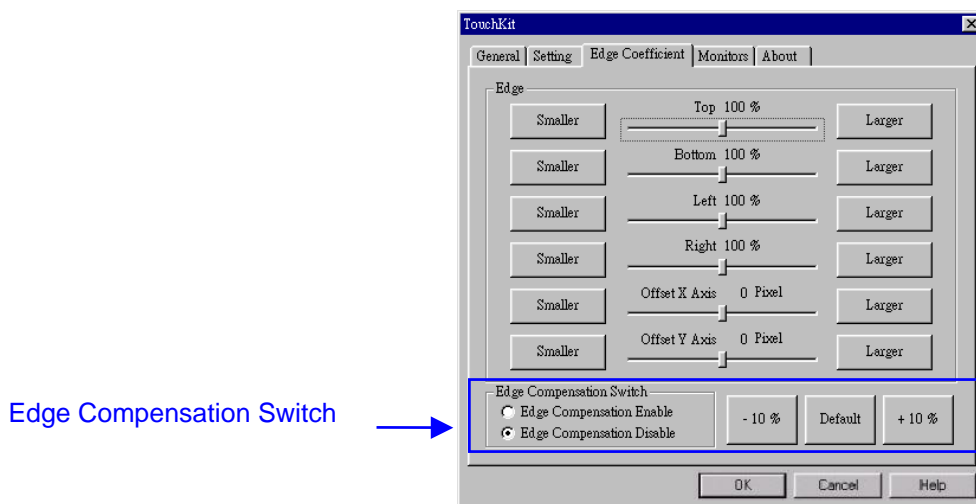 TouchKit
General Setting Edge Coefficient Monitors About
Edge
Top 100 %
Smaller Larger
Bottom 100 %
Smaller Larger
Left 100 %
Smaller Larger
Right 100 %
Smaller Larger
Offset X Axis 0 Pixel
Smaller Larger
Offset Y Axis 0 Pixel
Smaller Larger
Edge Compensation Switch
Edge Compensation Switch
Edge Compensation Enable
Edge Compensation Disable
- 10 % Default + 10 %
OK Cancel Help